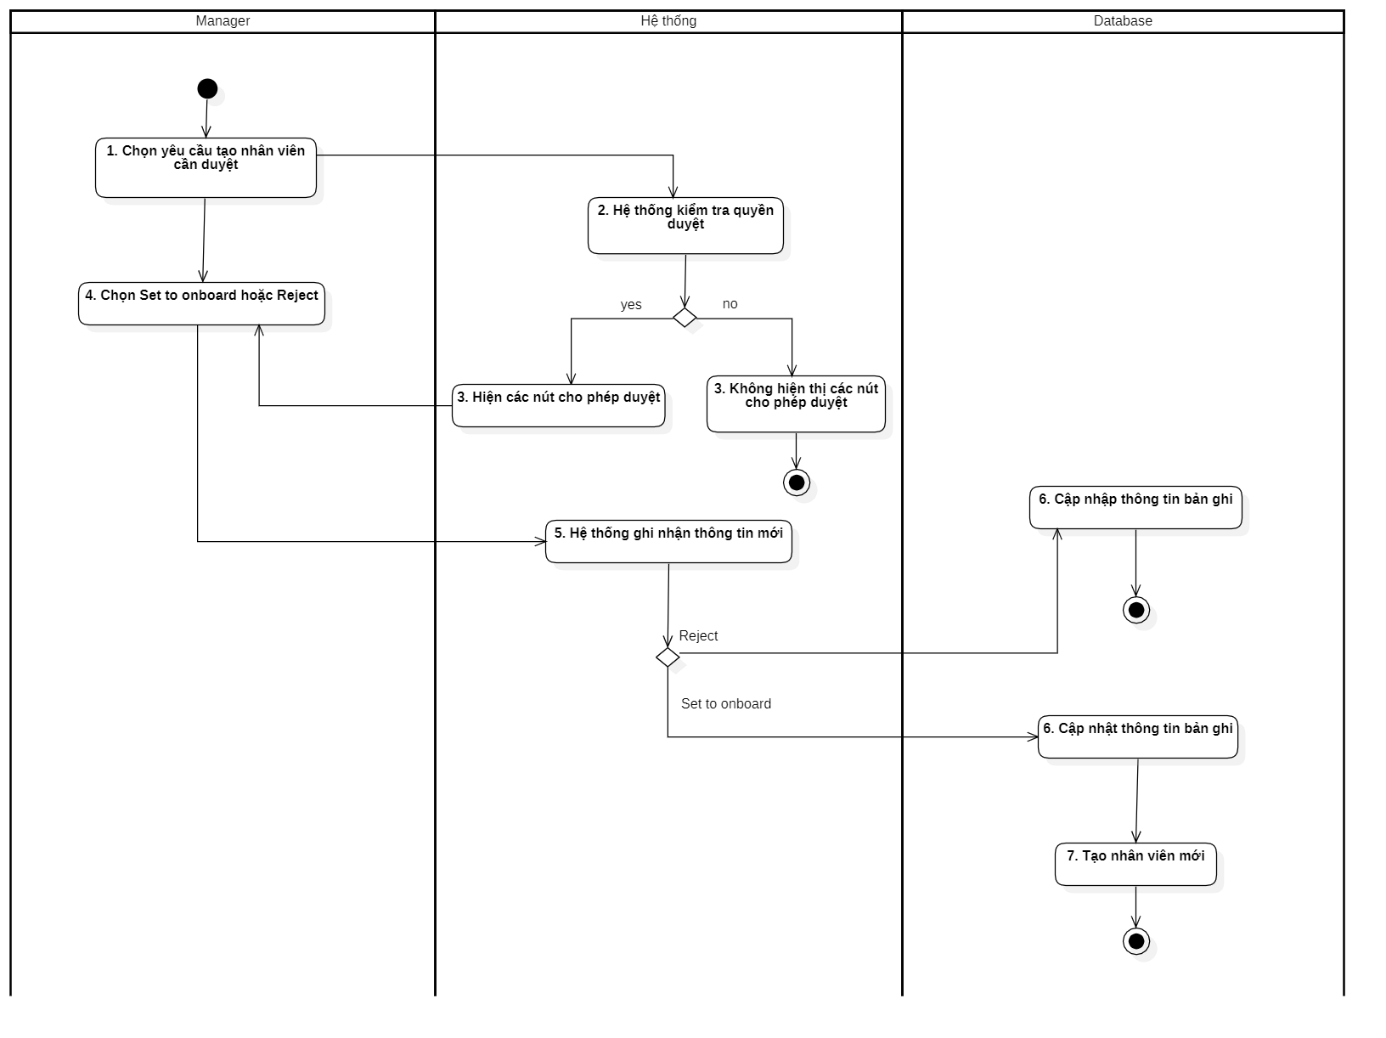 Manager
Hệ thống
Database
1. Chọn yêu cầu tạo nhân viên
cần duyệt
2. Hệ thống kiểm tra quyền
duyệt
4. Chọn Set to onboard hoặc Reject
yes
no
3. Hiện các nút cho phép duyệt
3. Không hiện thị các nút
cho phép duyệt
6. Cập nhập thông tin bản ghi
5. Hệ thống ghi nhận thông tin mới
Reject
Set to onboard
6. Cập nhật thông tin bản ghi
7. Tạo nhân viên mới